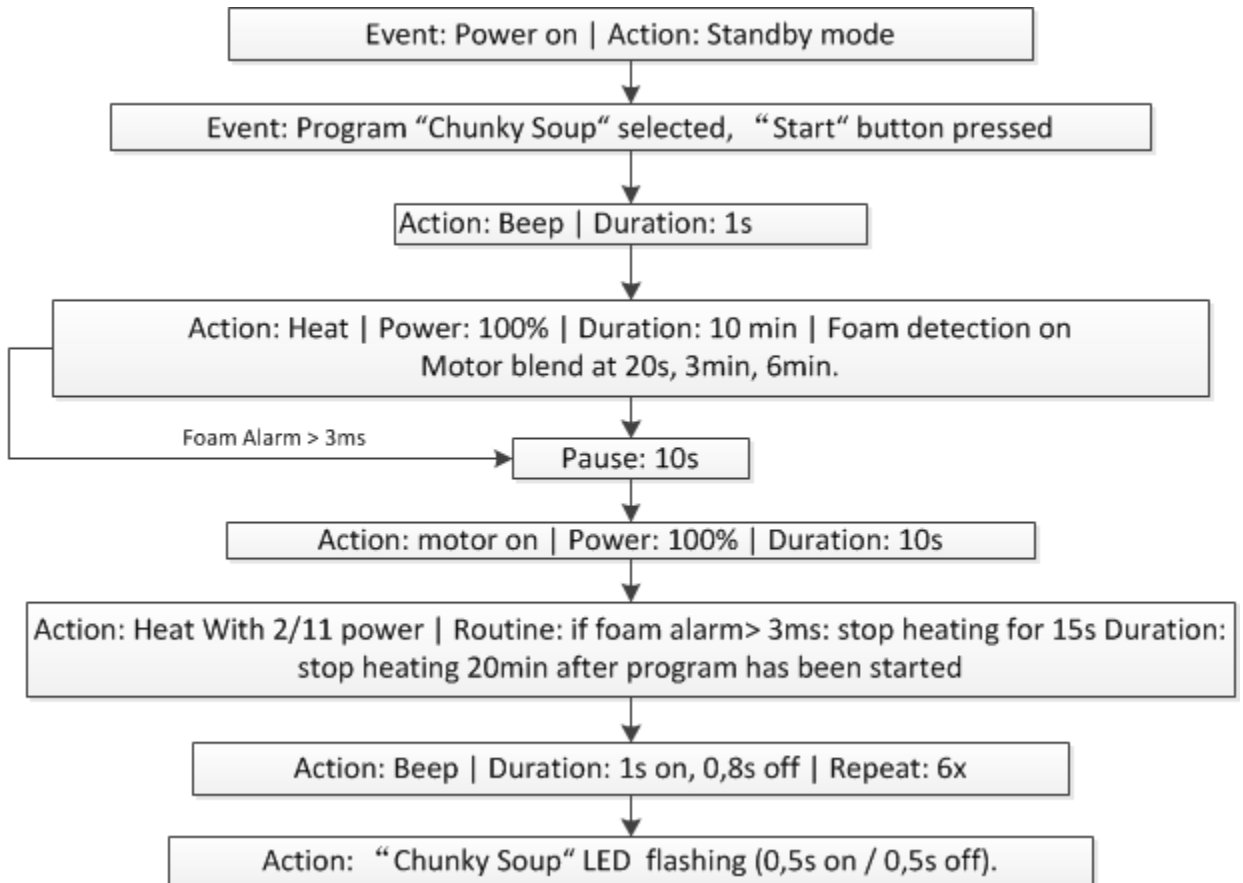 Event: Power on | Action: Standby mode
Event: Program “Chunky Soup“ selected, “Start“ button pressed
Action: Beep | Duration: 1s
Action: Heat | Power: 100% | Duration: 10 min | Foam detection on
Motor blend at 20s, 3min, 6min.
Foam Alarm > 3ms
Pause: 10s
Action: motor on | Power: 100% | Duration: 10s
Action: Heat With 2/11 power | Routine: if foam alarm> 3ms: stop heating for 15s Duration:
stop heating 20min after program has been started
Action: Beep | Duration: 1s on, 0,8s off | Repeat: 6x
Action: “Chunky Soup“ LED flashing (0,5s on / 0,5s off).